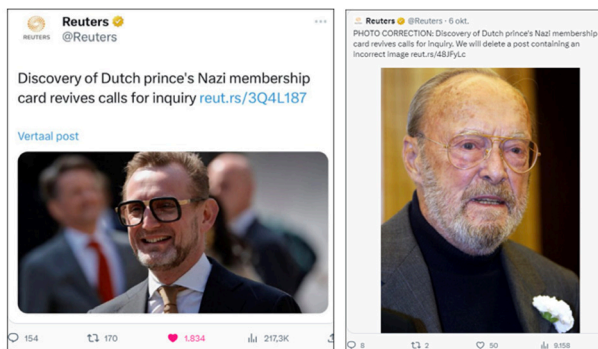 Reuters
@Reuters
REUTERS
Discovery of Dutch prince's Nazi membership
card revives calls for inquiry reut.rs/3Q4L187
Vertaal post
154 170 1.834 217,3K
Reuters @Reuters · 6 okt.
PHOTO CORRECTION: Discovery of Dutch prince's Nazi membership
card revives calls for inquiry. We will delete a post containing an
incorrect image reut.rs/48JFyLc
8 2 50 9.158